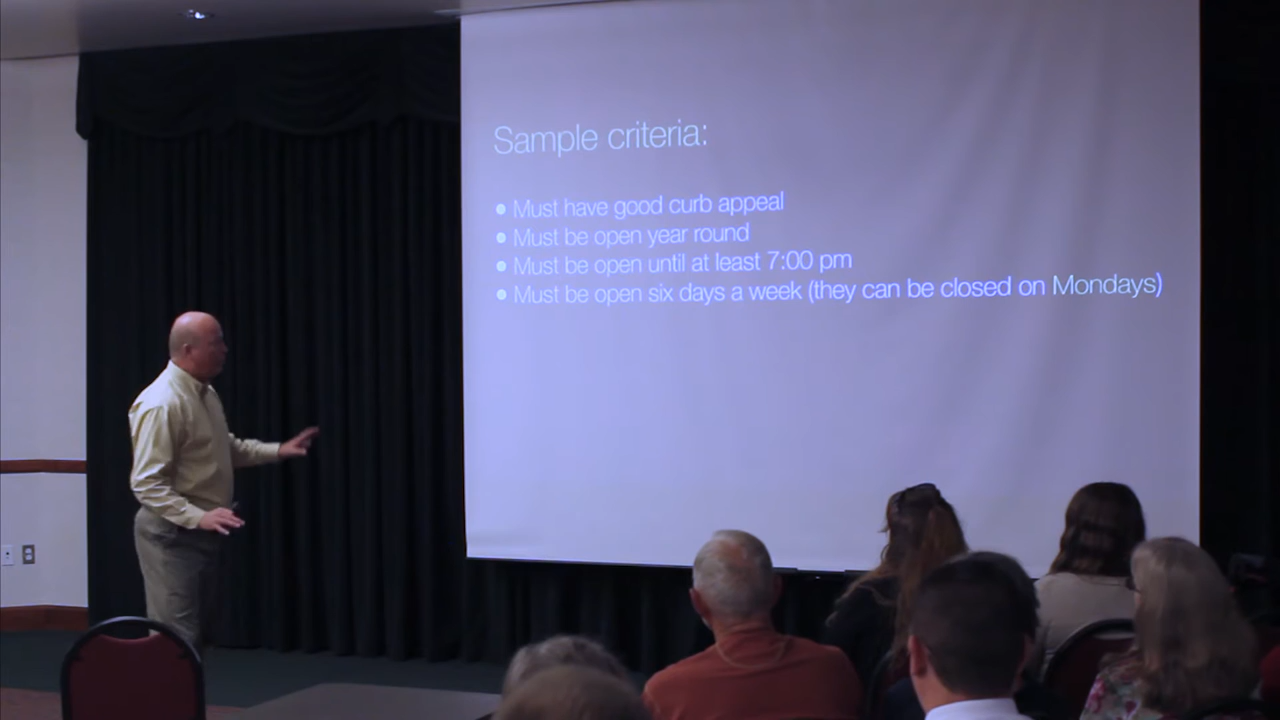 Sample criteria:
• Must have good curb appeal
• Must be open year round
• Must be open until at least 7:00 pm
• Must be open six days a week (they can be closed on Mondays)